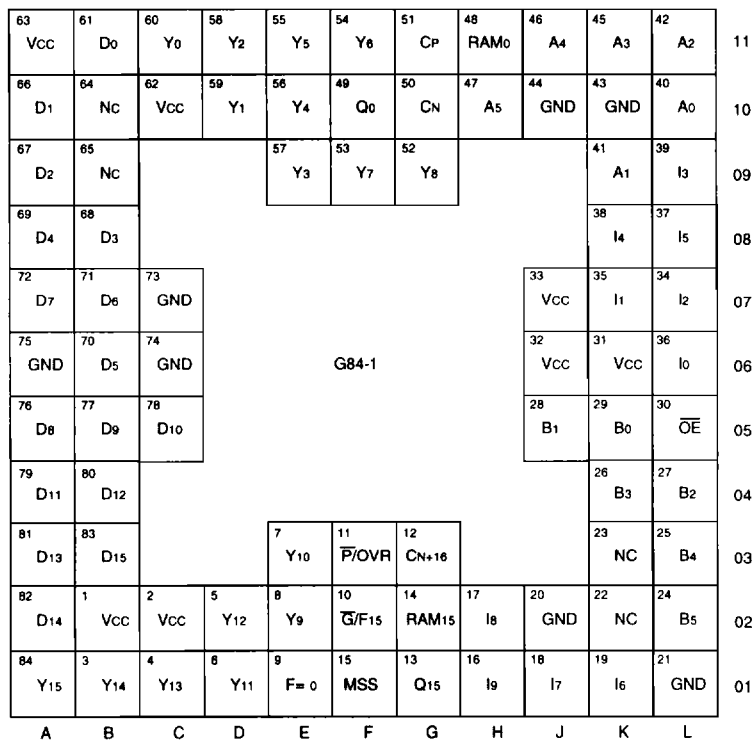 63 61 60 58 55 54 51 48 46 45 42
VCC D0 Y0 Y2 Y5 Y6 CP RAM0 A4 A3 A2 11
66 64 62 59 56 49 50 47 44 43 40
D1 NC VCC Y1 Y4 Q0 CN A5 GND GND A0 10
67 65 57 53 52 41 39
D2 NC Y3 Y7 Y8 A1 I3 09
69 68 38 37
D4 D3 I4 I5 08
72 71 73 33 35 34
D7 D6 GND VCC I1 I2 07
75 70 74 32 31 36
GND D5 GND G84-1 VCC VCC I0 06
76 77 78 28 29 30
D8 D9 D10 B1 B0 O̅E̅ 05
79 80 26 27
D11 D12 B3 B2 04
81 83 7 11 12 23 25
D13 D15 Y10 P̅/OVR CN+16 NC B4 03
82 1 2 5 8 10 14 17 20 22 24
D14 VCC VCC Y12 Y9 G̅/F15 RAM15 I8 GND NC B5 02
84 3 4 6 9 15 13 16 18 19 21
Y15 Y14 Y13 Y11 F= 0 MSS Q15 I9 I7 I6 GND 01
A B C D E F G H J K L